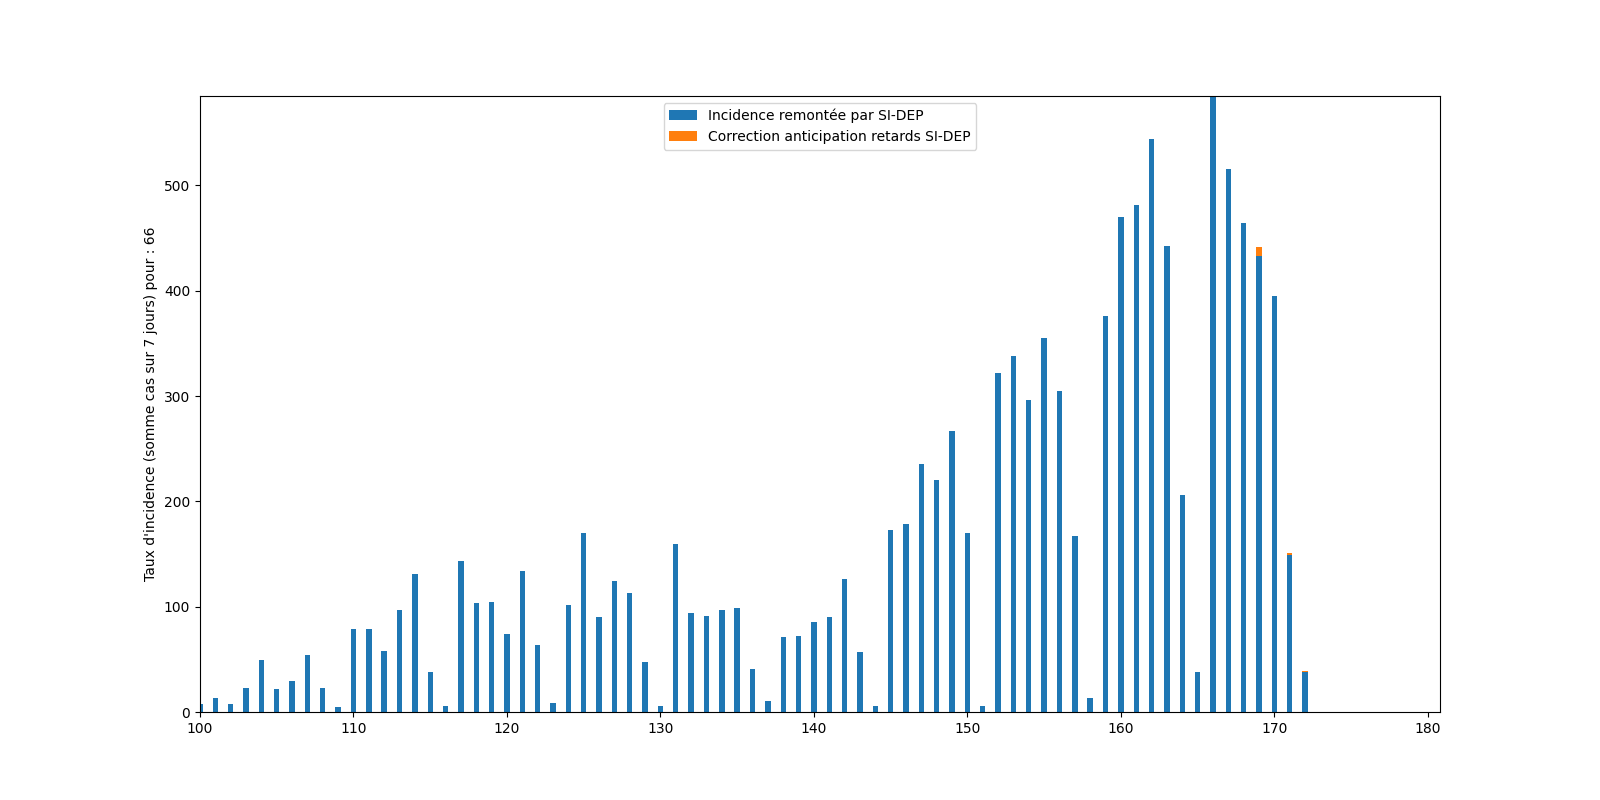 Incidence remontée par SI-DEP
Correction anticipation retards SI-DEP
Taux d'incidence (somme cas sur 7 jours) pour : 66
500
400
300
200
100
0
100 110 120 130 140 150 160 170 180